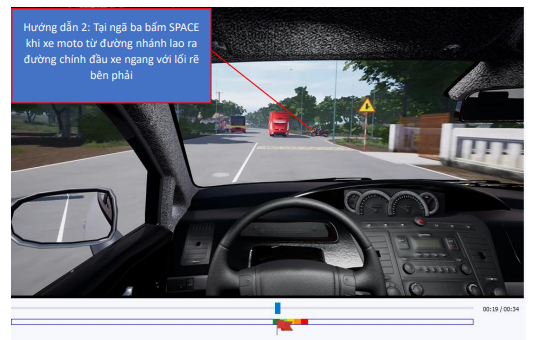 Hướng dẫn 2: Tại ngã ba bấm SPACE
khi xe moto từ đường nhánh lao ra
đường chính đầu xe ngang với lối rẽ
bên phải
00:19 / 00:34